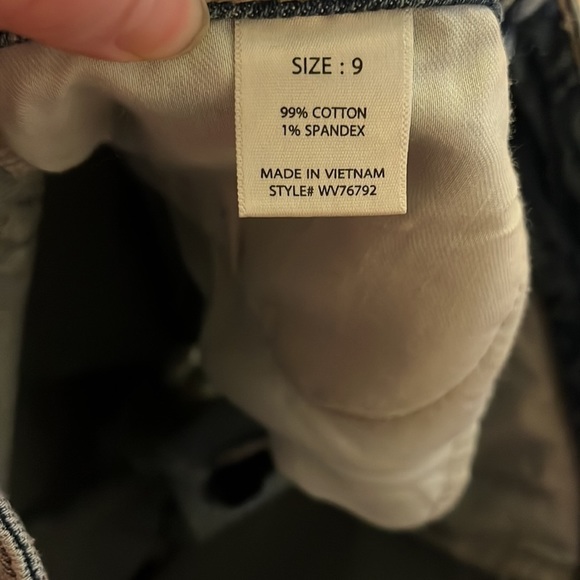 SIZE : 9
99% COTTON
1% SPANDEX
MADE IN VIETNAM
STYLE# WV76792